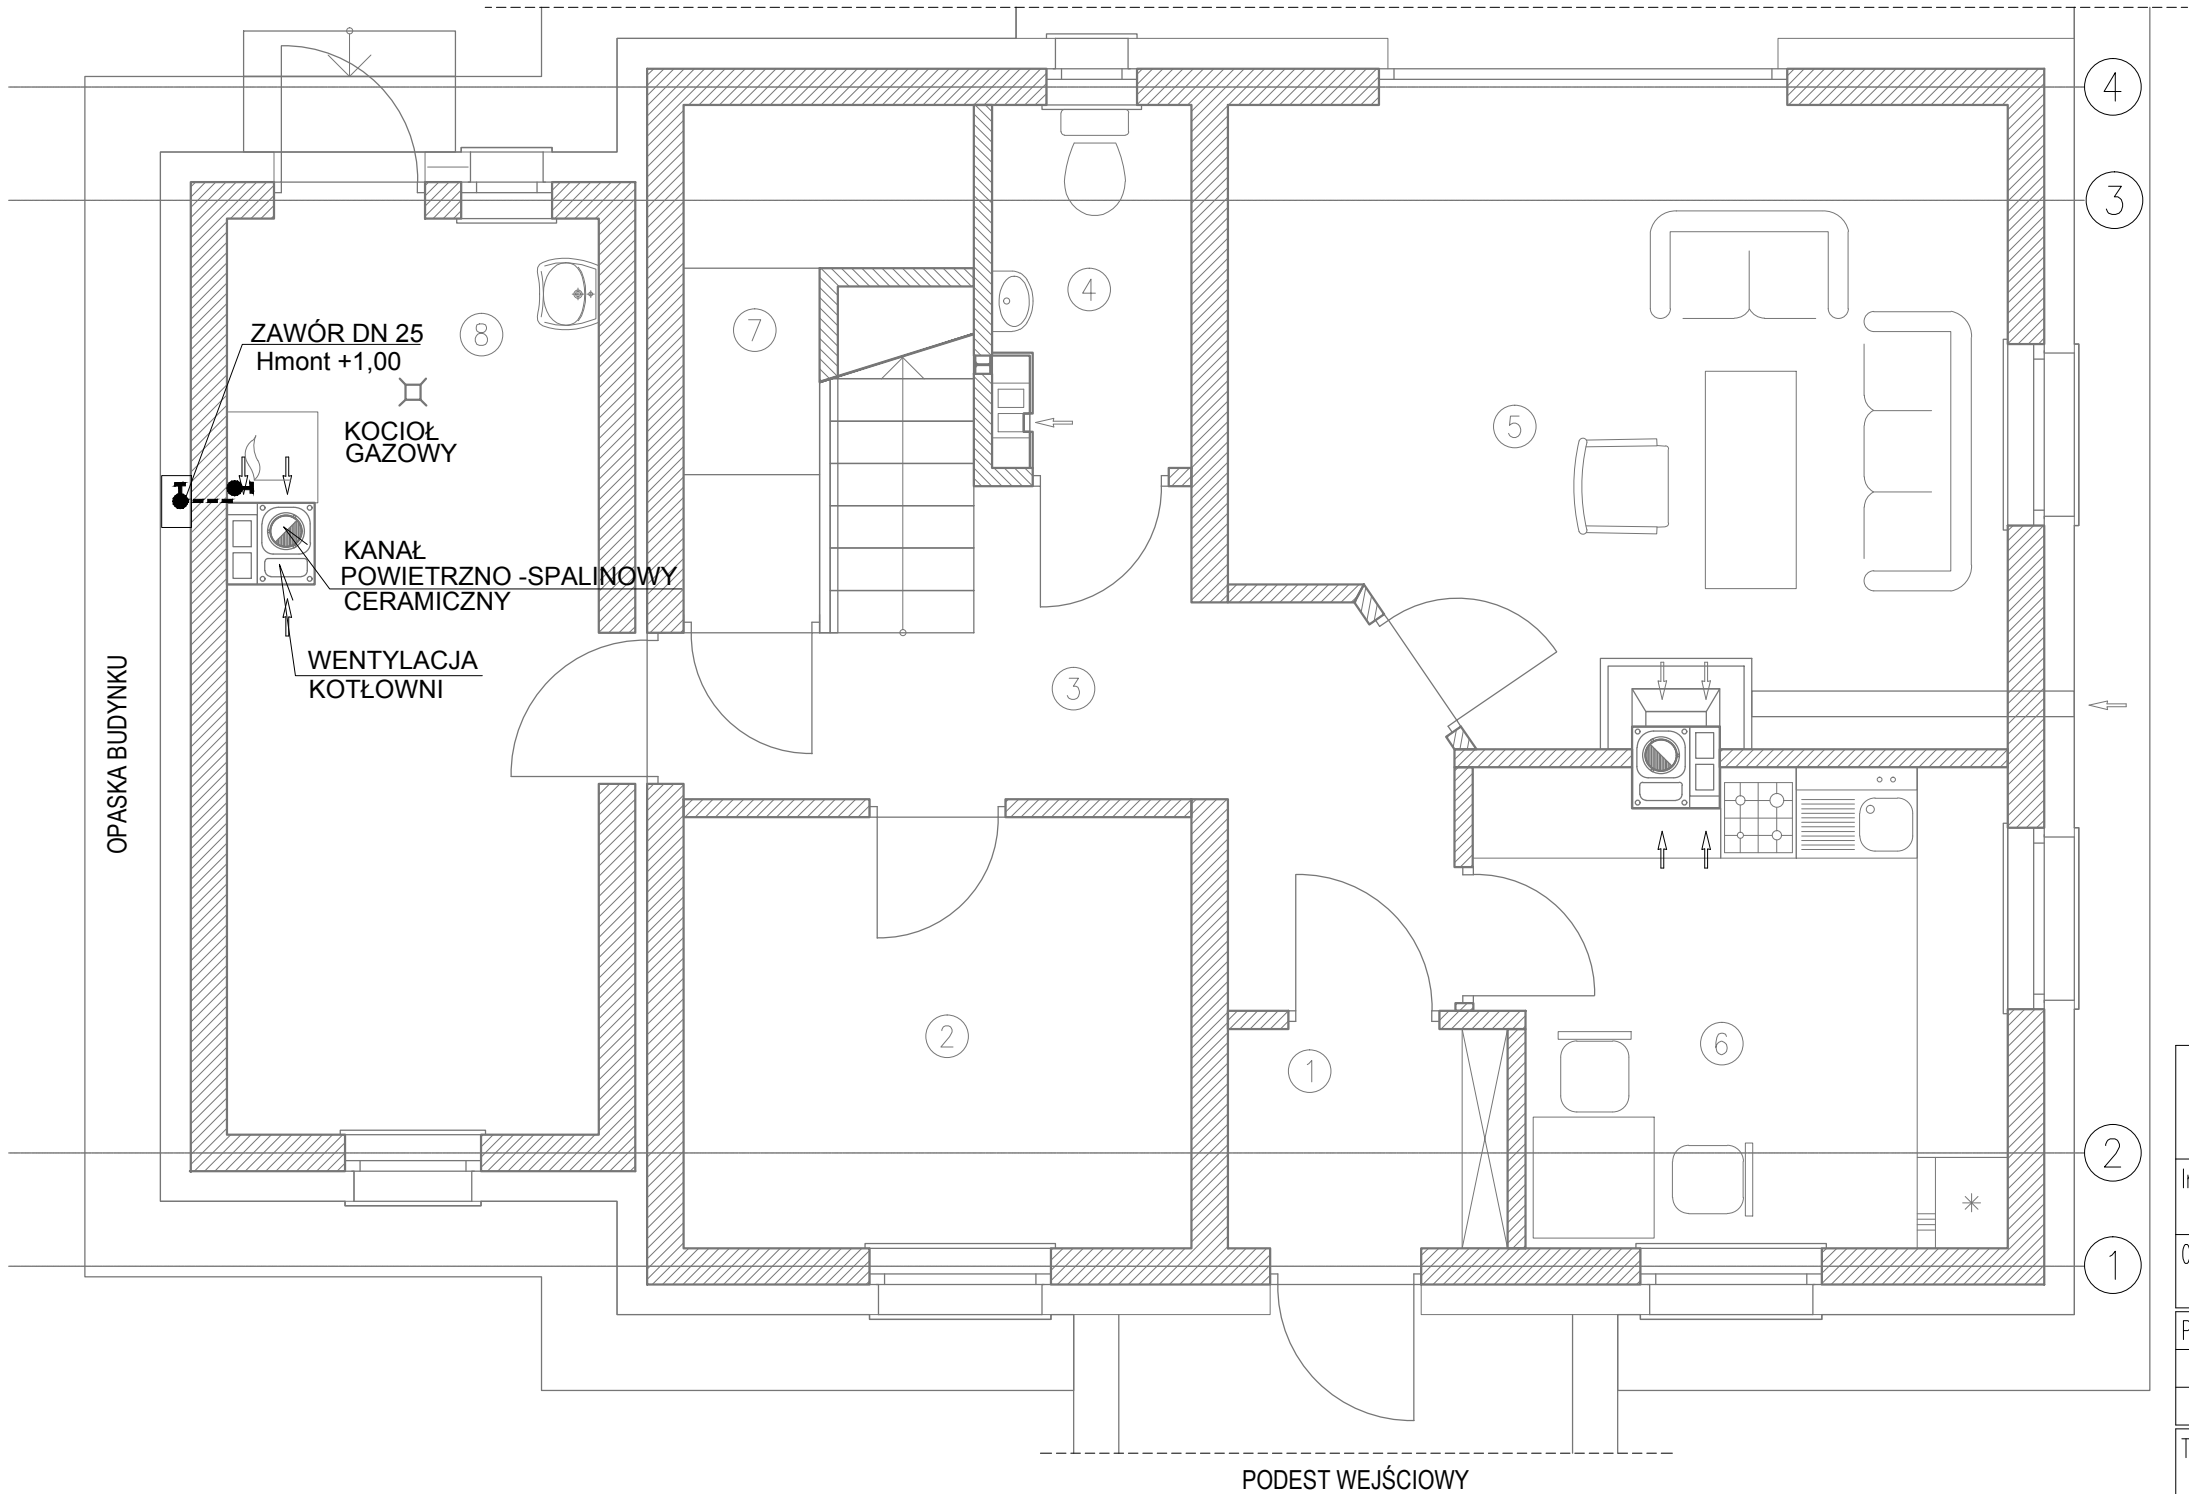 4
3
4
7
8
ZAWÓR DN 25
Hmont +1,00
KOCIOŁ
GAZOWY
5
KANAŁ
POWIETRZNO -SPALINOWY
CERAMICZNY
WENTYLACJA
KOTŁOWNI
OPASKA BUDYNKU
3
2
1
6
2
1
PODEST WEJŚCIOWY
P
T